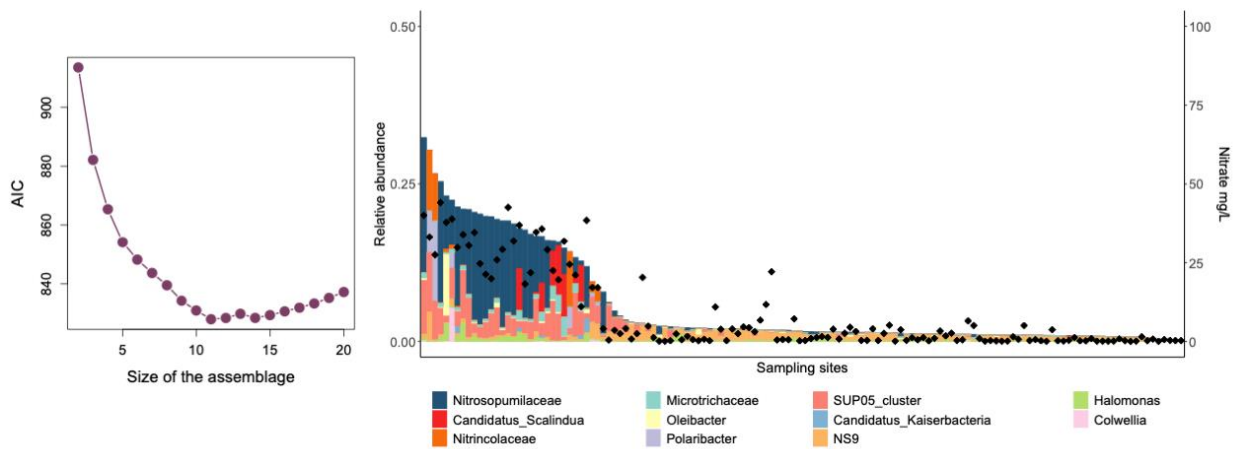 AIC
900
880
860
840
5
10
15
20
Size of the assemblage
Relative abundance
0.50
0.25
0.00
Nitrate mg/L
100
75
50
25
0
Sampling sites
Nitrosopumilaceae
Microtrichaceae
SUP05_cluster
Halomonas
Candidatus_Scalindua
Oleibacter
Candidatus_Kaiserbacteria
Colwellia
Nitrincolaceae
Polaribacter
NS9